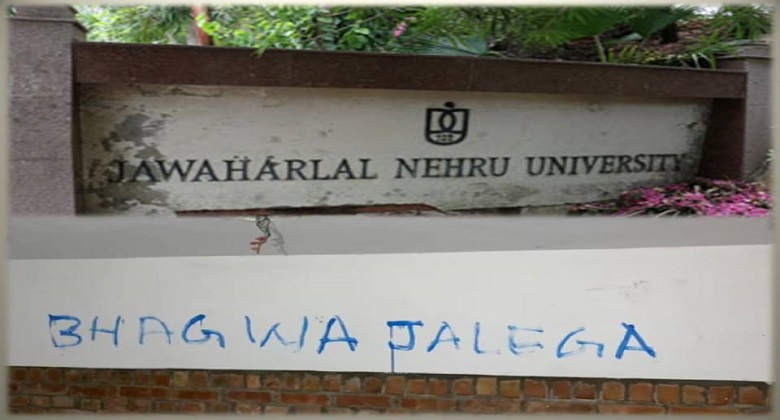 JAWAHARLAL NEHRU UNIVERSITY
BHAGWA JALEGA